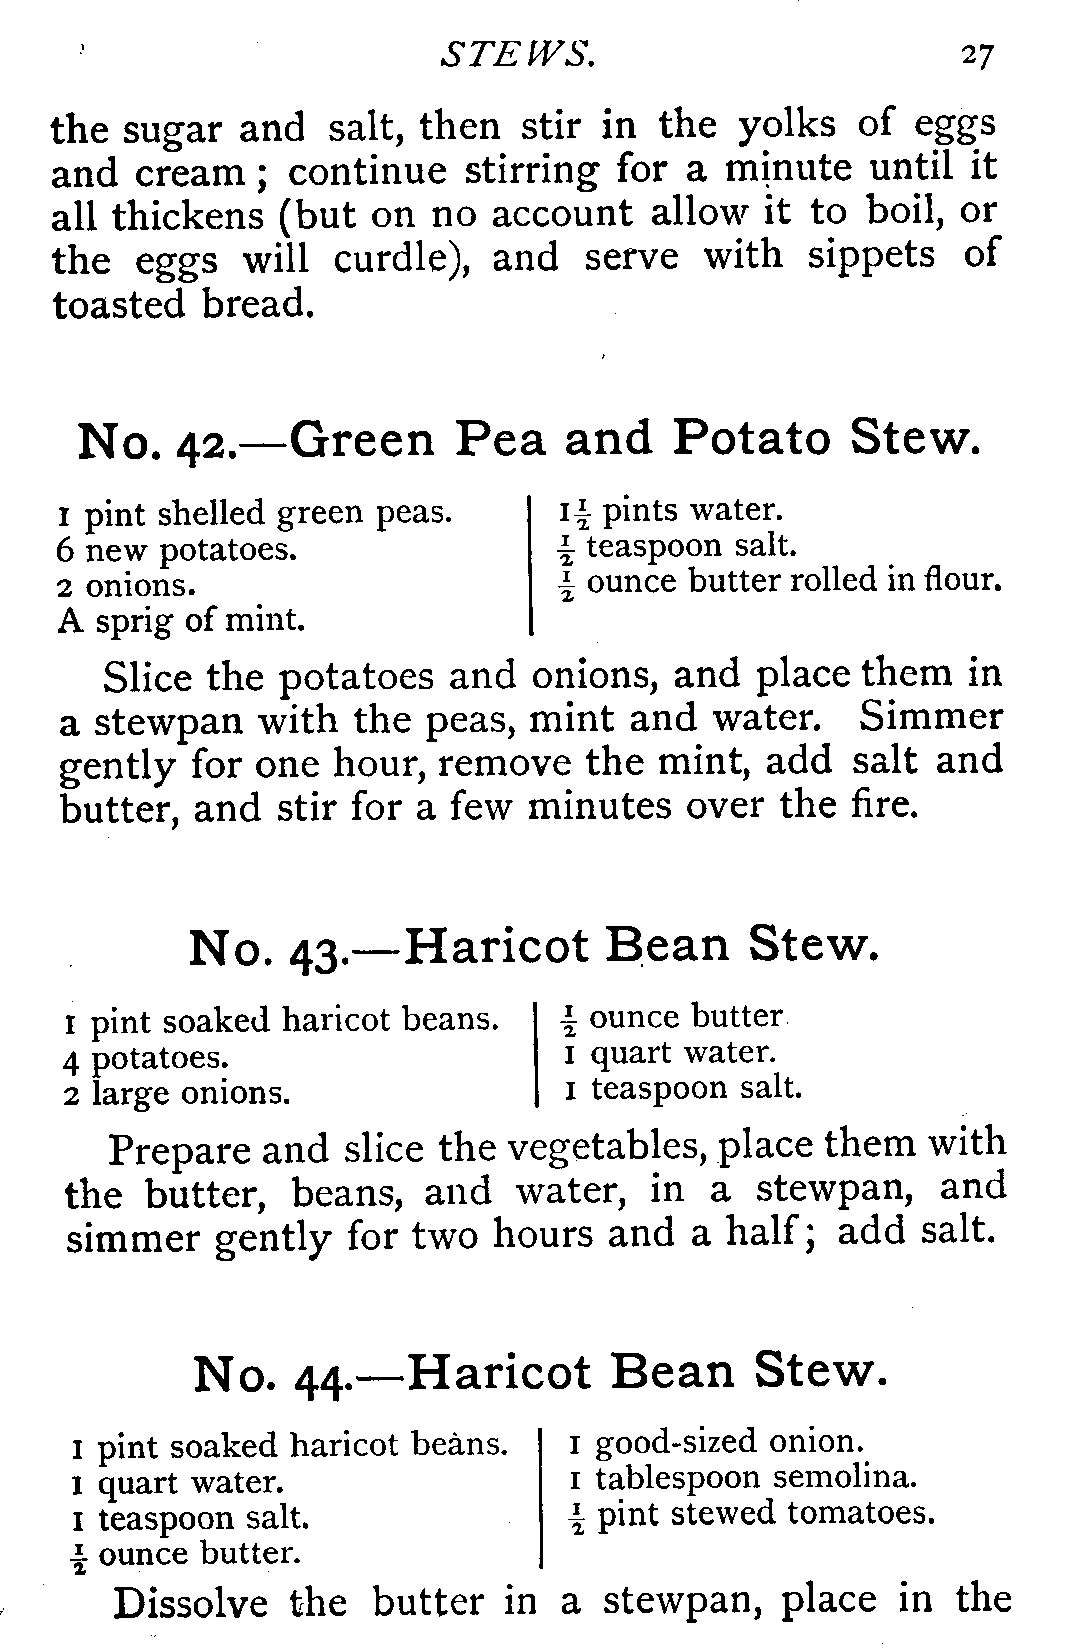 STEWS. 27
the sugar and salt, then stir in the yolks of eggs
and cream ; continue stirring for a minute until it
all thickens (but on no account allow it to boil, or
the eggs will curdle), and serve with sippets of
toasted bread.
No. 42.—Green Pea and Potato Stew.
1 pint shelled green peas.
6 new potatoes.
2 onions.
A sprig of mint.
1½ pints water.
½ teaspoon salt.
½ ounce butter rolled in flour.
Slice the potatoes and onions, and place them in
a stewpan with the peas, mint and water. Simmer
gently for one hour, remove the mint, add salt and
butter, and stir for a few minutes over the fire.
No. 43.—Haricot Bean Stew.
1 pint soaked haricot beans.
4 potatoes.
2 large onions.
½ ounce butter
1 quart water.
1 teaspoon salt.
Prepare and slice the vegetables, place them with
the butter, beans, and water, in a stewpan, and
simmer gently for two hours and a half; add salt.
No. 44.—Haricot Bean Stew.
1 pint soaked haricot beans.
1 quart water.
1 teaspoon salt.
½ ounce butter.
1 good-sized onion.
1 tablespoon semolina.
½ pint stewed tomatoes.
Dissolve the butter in a stewpan, place in the